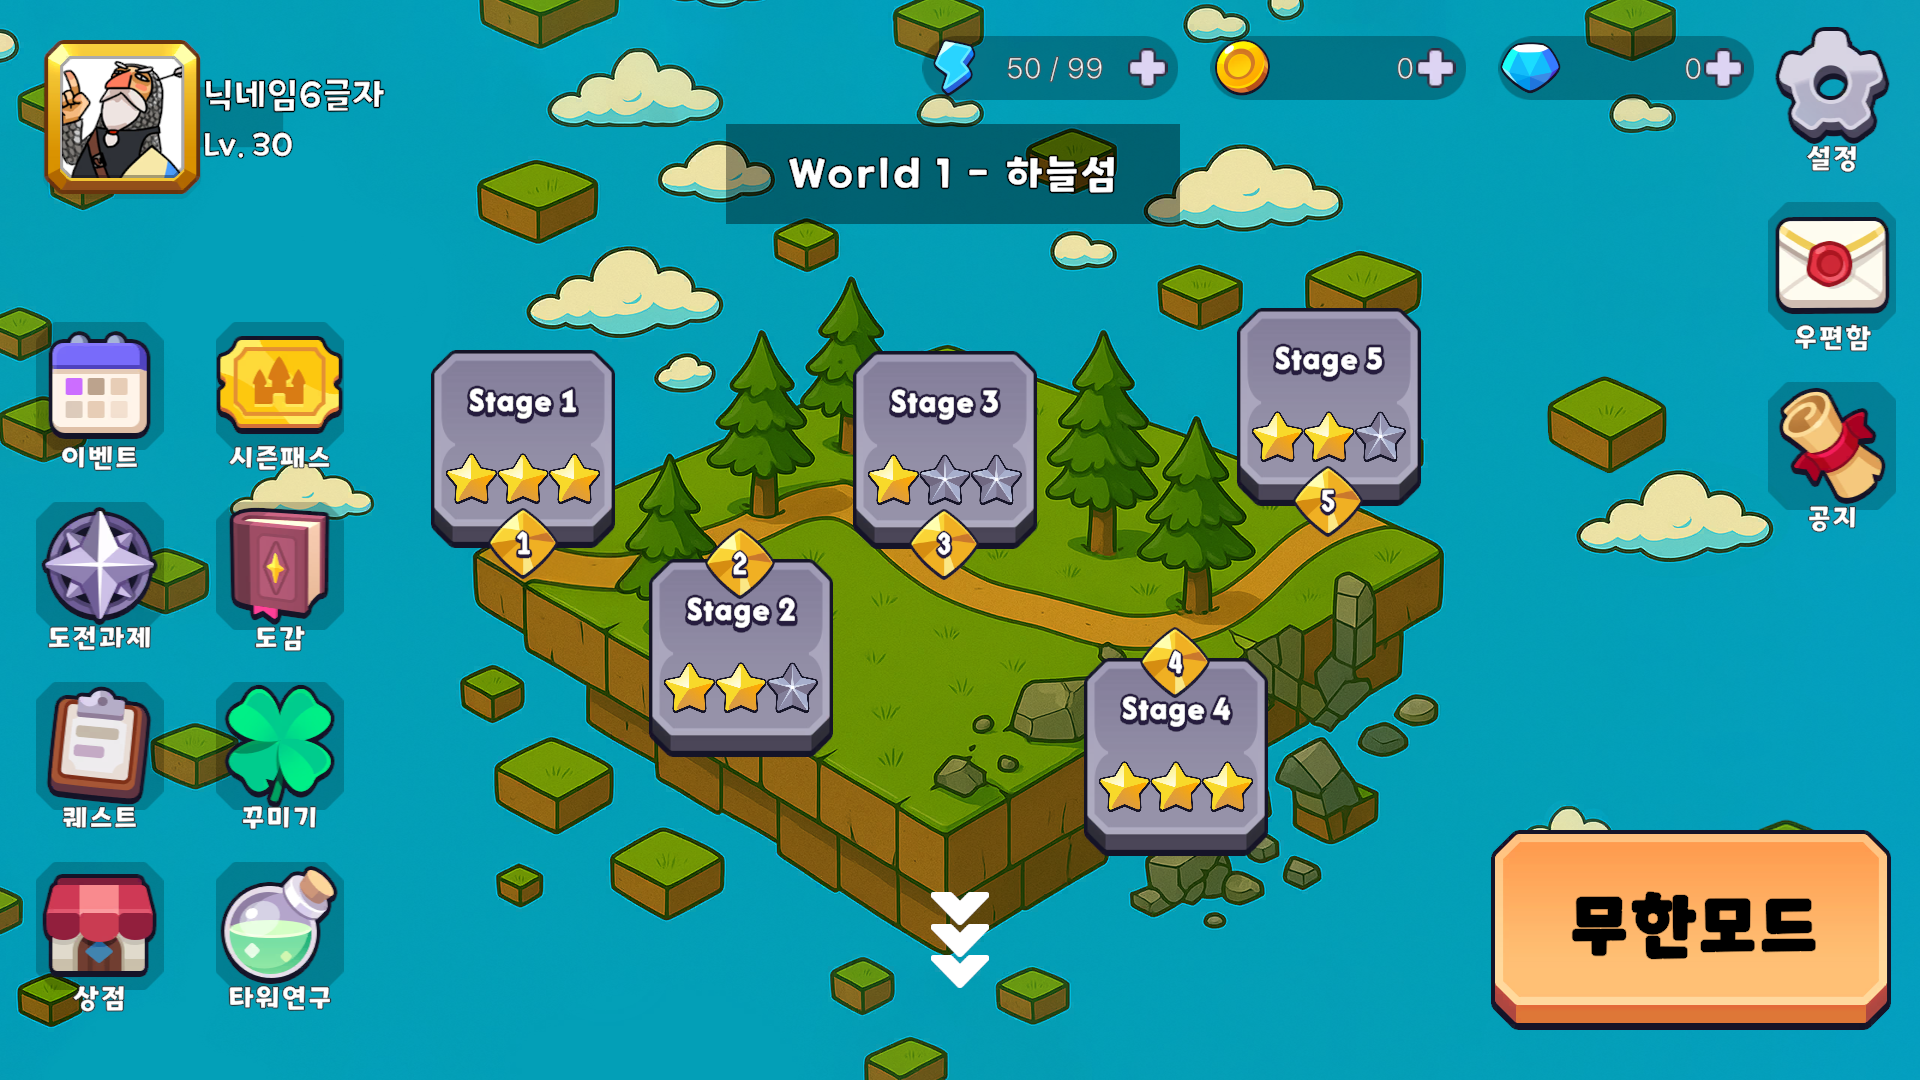 닉네임6글자
Lv. 30
50 / 99
0
0
설정
World 1 - 하늘섬
우편함
공지
이벤트
시즌패스
도전과제
도감
퀘스트
꾸미기
상점
타워연구
Stage 1
1
2
Stage 2
Stage 3
3
4
Stage 4
Stage 5
5
무한모드